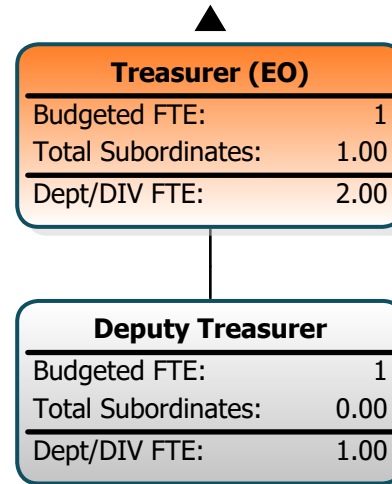 Treasurer (EO)
Budgeted FTE: 1
Total Subordinates: 1.00
Dept/DIV FTE: 2.00
Deputy Treasurer
Budgeted FTE: 1
Total Subordinates: 0.00
Dept/DIV FTE: 1.00